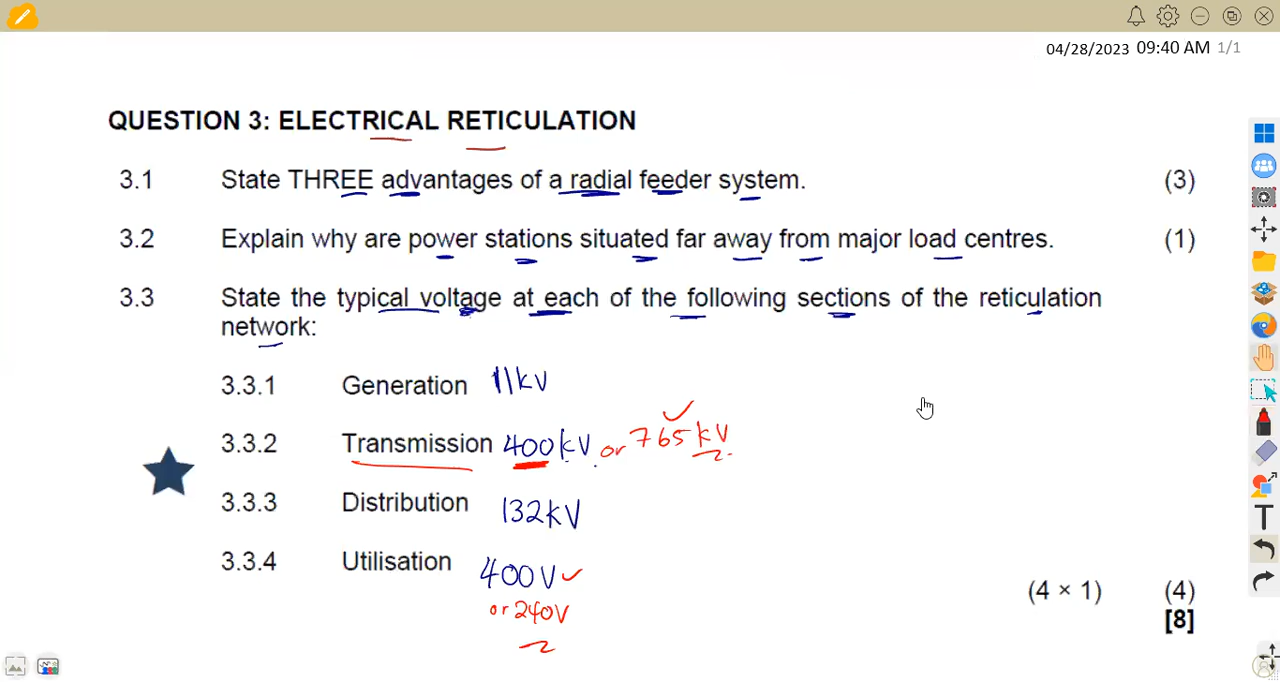 04/28/2023 09:40 AM 1/1
QUESTION 3: ELECTRICAL RETICULATION
3.1 State THREE advantages of a radial feeder system. (3)
3.2 Explain why are power stations situated far away from major load centres. (1)
3.3 State the typical voltage at each of the following sections of the reticulation
network:
3.3.1 Generation 11kV
3.3.2 Transmission 400kV or 765kV
3.3.3 Distribution 132kV
3.3.4 Utilisation 400V
or 240V
(4 × 1) (4)
[8]
T